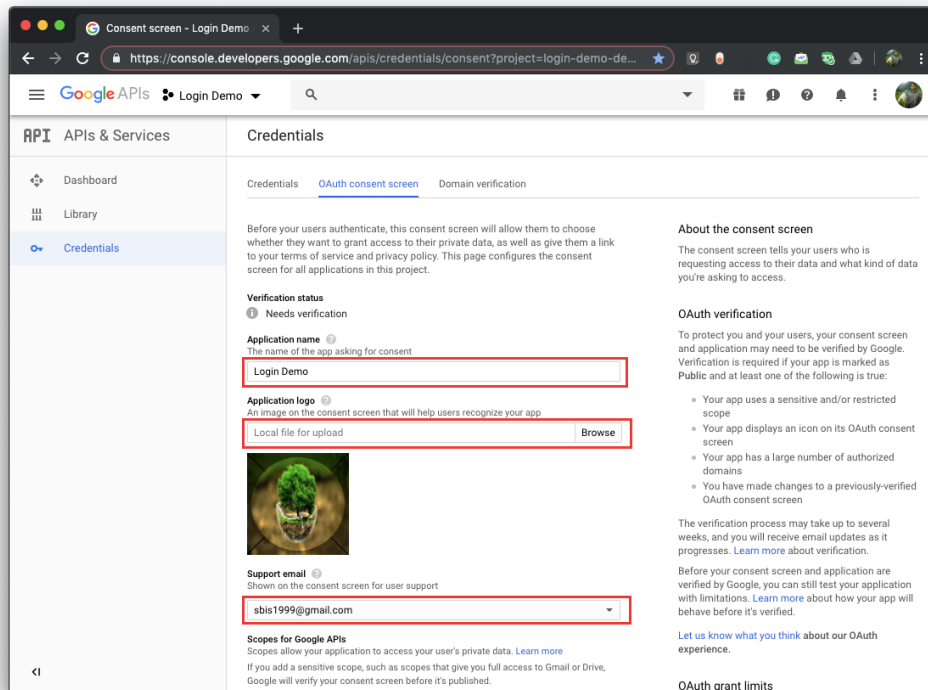 Consent screen - Login Demo
https://console.developers.google.com/apis/credentials/consent?project=login-demo-de...
Google APIs
Login Demo
API APIs & Services
Credentials
Dashboard
Library
Credentials
Credentials
OAuth consent screen
Domain verification
Before your users authenticate, this consent screen will allow them to choose
whether they want to grant access to their private data, as well as give them a link
to your terms of service and privacy policy. This page configures the consent
screen for all applications in this project.
Verification status
Needs verification
Application name
The name of the app asking for consent
Login Demo
Application logo
An image on the consent screen that will help users recognize your app
Local file for upload
Browse
Support email
Shown on the consent screen for user support
sbis1999@gmail.com
Scopes for Google APIs
Scopes allow your application to access your user's private data. Learn more
If you add a sensitive scope, such as scopes that give you full access to Gmail or Drive,
Google will verify your consent screen before it's published.
About the consent screen
The consent screen tells your users who is
requesting access to their data and what kind of data
you're asking to access.
OAuth verification
To protect you and your users, your consent screen
and application may need to be verified by Google.
Verification is required if your app is marked as
Public and at least one of the following is true:
Your app uses a sensitive and/or restricted
scope
Your app displays an icon on its OAuth consent
screen
Your app has a large number of authorized
domains
You have made changes to a previously-verified
OAuth consent screen
The verification process may take up to several
weeks, and you will receive email updates as it
progresses. Learn more about verification.
Before your consent screen and application are
verified by Google, you can still test your application
with limitations. Learn more about how your app will
behave before it's verified.
Let us know what you think about our OAuth
experience.
OAuth grant limits